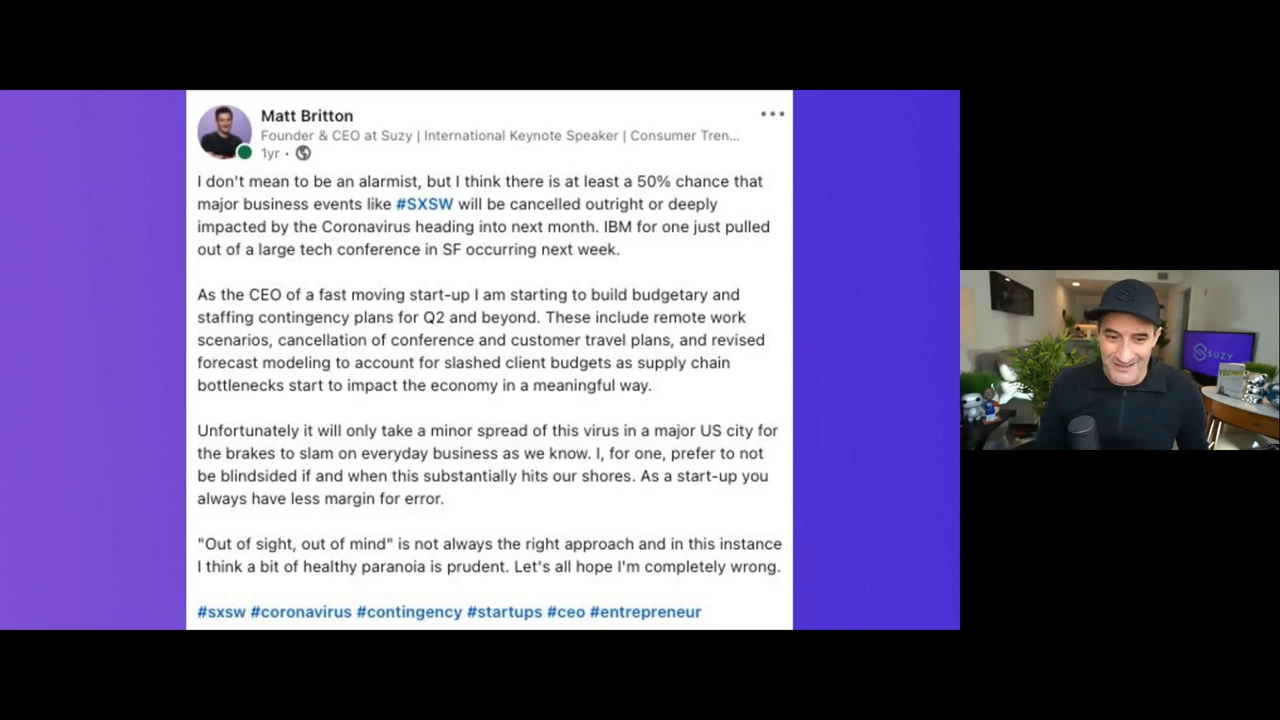 Matt Britton
Founder & CEO at Suzy | International Keynote Speaker | Consumer Tren...
1yr •
I don't mean to be an alarmist, but I think there is at least a 50% chance that
major business events like #SXSW will be cancelled outright or deeply
impacted by the Coronavirus heading into next month. IBM for one just pulled
out of a large tech conference in SF occurring next week.
As the CEO of a fast moving start-up I am starting to build budgetary and
staffing contingency plans for Q2 and beyond. These include remote work
scenarios, cancellation of conference and customer travel plans, and revised
forecast modeling to account for slashed client budgets as supply chain
bottlenecks start to impact the economy in a meaningful way.
Unfortunately it will only take a minor spread of this virus in a major US city for
the brakes to slam on everyday business as we know. I, for one, prefer to not
be blindsided if and when this substantially hits our shores. As a start-up you
always have less margin for error.
"Out of sight, out of mind" is not always the right approach and in this instance
I think a bit of healthy paranoia is prudent. Let's all hope I'm completely wrong.
#sxsw #coronavirus #contingency #startups #ceo #entrepreneur
SUZY